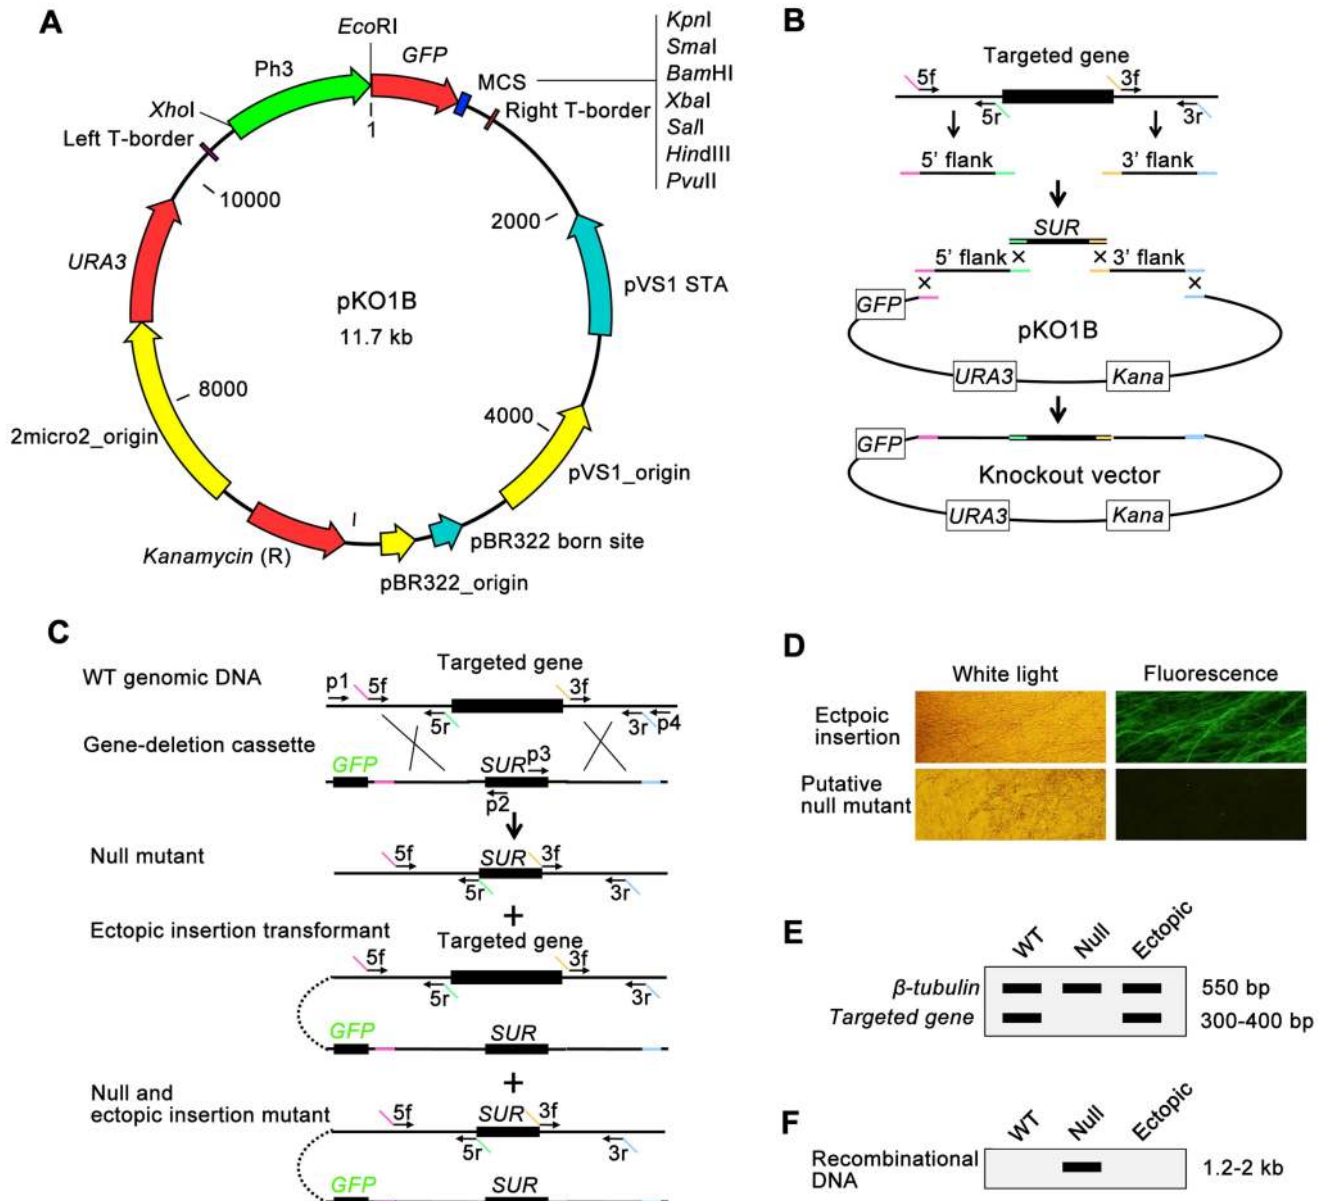 A
EcoRI
GFP
Ph3
MCS
XhoI
Right T-border
Left T-border
1
KpnI
SmaI
BamHI
XbaI
SalI
HindIII
PvuII
10000
2000
URA3
pVS1 STA
pKO1B
11.7 kb
8000
4000
2micro2_origin
pVS1_origin
pBR322 born site
Kanamycin (R)
pBR322_origin
B
Targeted gene
5f
3f
5r
3r
5' flank
3' flank
SUR
5' flank
3' flank
GFP
pKO1B
URA3
Kana
GFP
Knockout vector
URA3
Kana
C
Targeted gene
WT genomic DNA
p1
5f
3f
5r
3r
p4
Gene-deletion cassette
GFP
SUR
p3
p2
Null mutant
5f
SUR
3f
5r
3r
+
Ectopic insertion transformant
Targeted gene
5f
3f
5r
3r
GFP
SUR
+
Null and
ectopic insertion mutant
5f
SUR
3f
5r
3r
GFP
SUR
D
White light
Fluorescence
Ectpoic
insertion
Putative
null mutant
E
WT
Null
Ectopic
β-tubulin
550 bp
Targeted gene
300-400 bp
F
WT
Null
Ectopic
Recombinational
DNA
1.2-2 kb